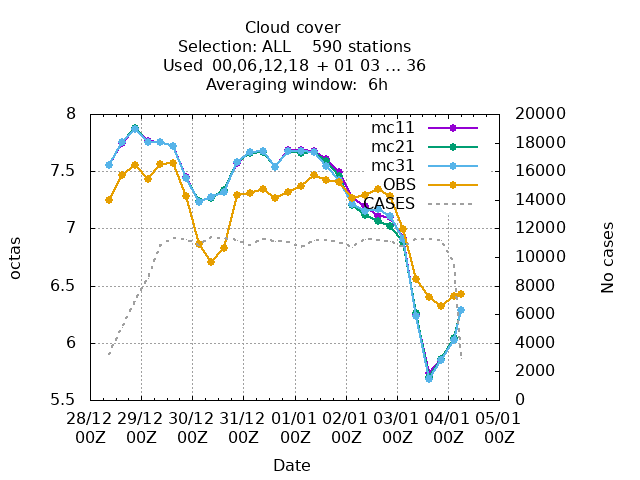 Cloud cover
Selection: ALL    590 stations
Used  00,06,12,18  + 01 03 ... 36
Averaging window:  6h
8
7.5
7
6.5
6
5.5
octas
20000
18000
16000
14000
12000
10000
8000
6000
4000
2000
0
No cases
mc11
mc21
mc31
OBS
CASES
28/12 29/12 30/12 31/12 01/01 02/01 03/01 04/01 05/01
00Z 00Z 00Z 00Z 00Z 00Z 00Z 00Z 00Z
Date